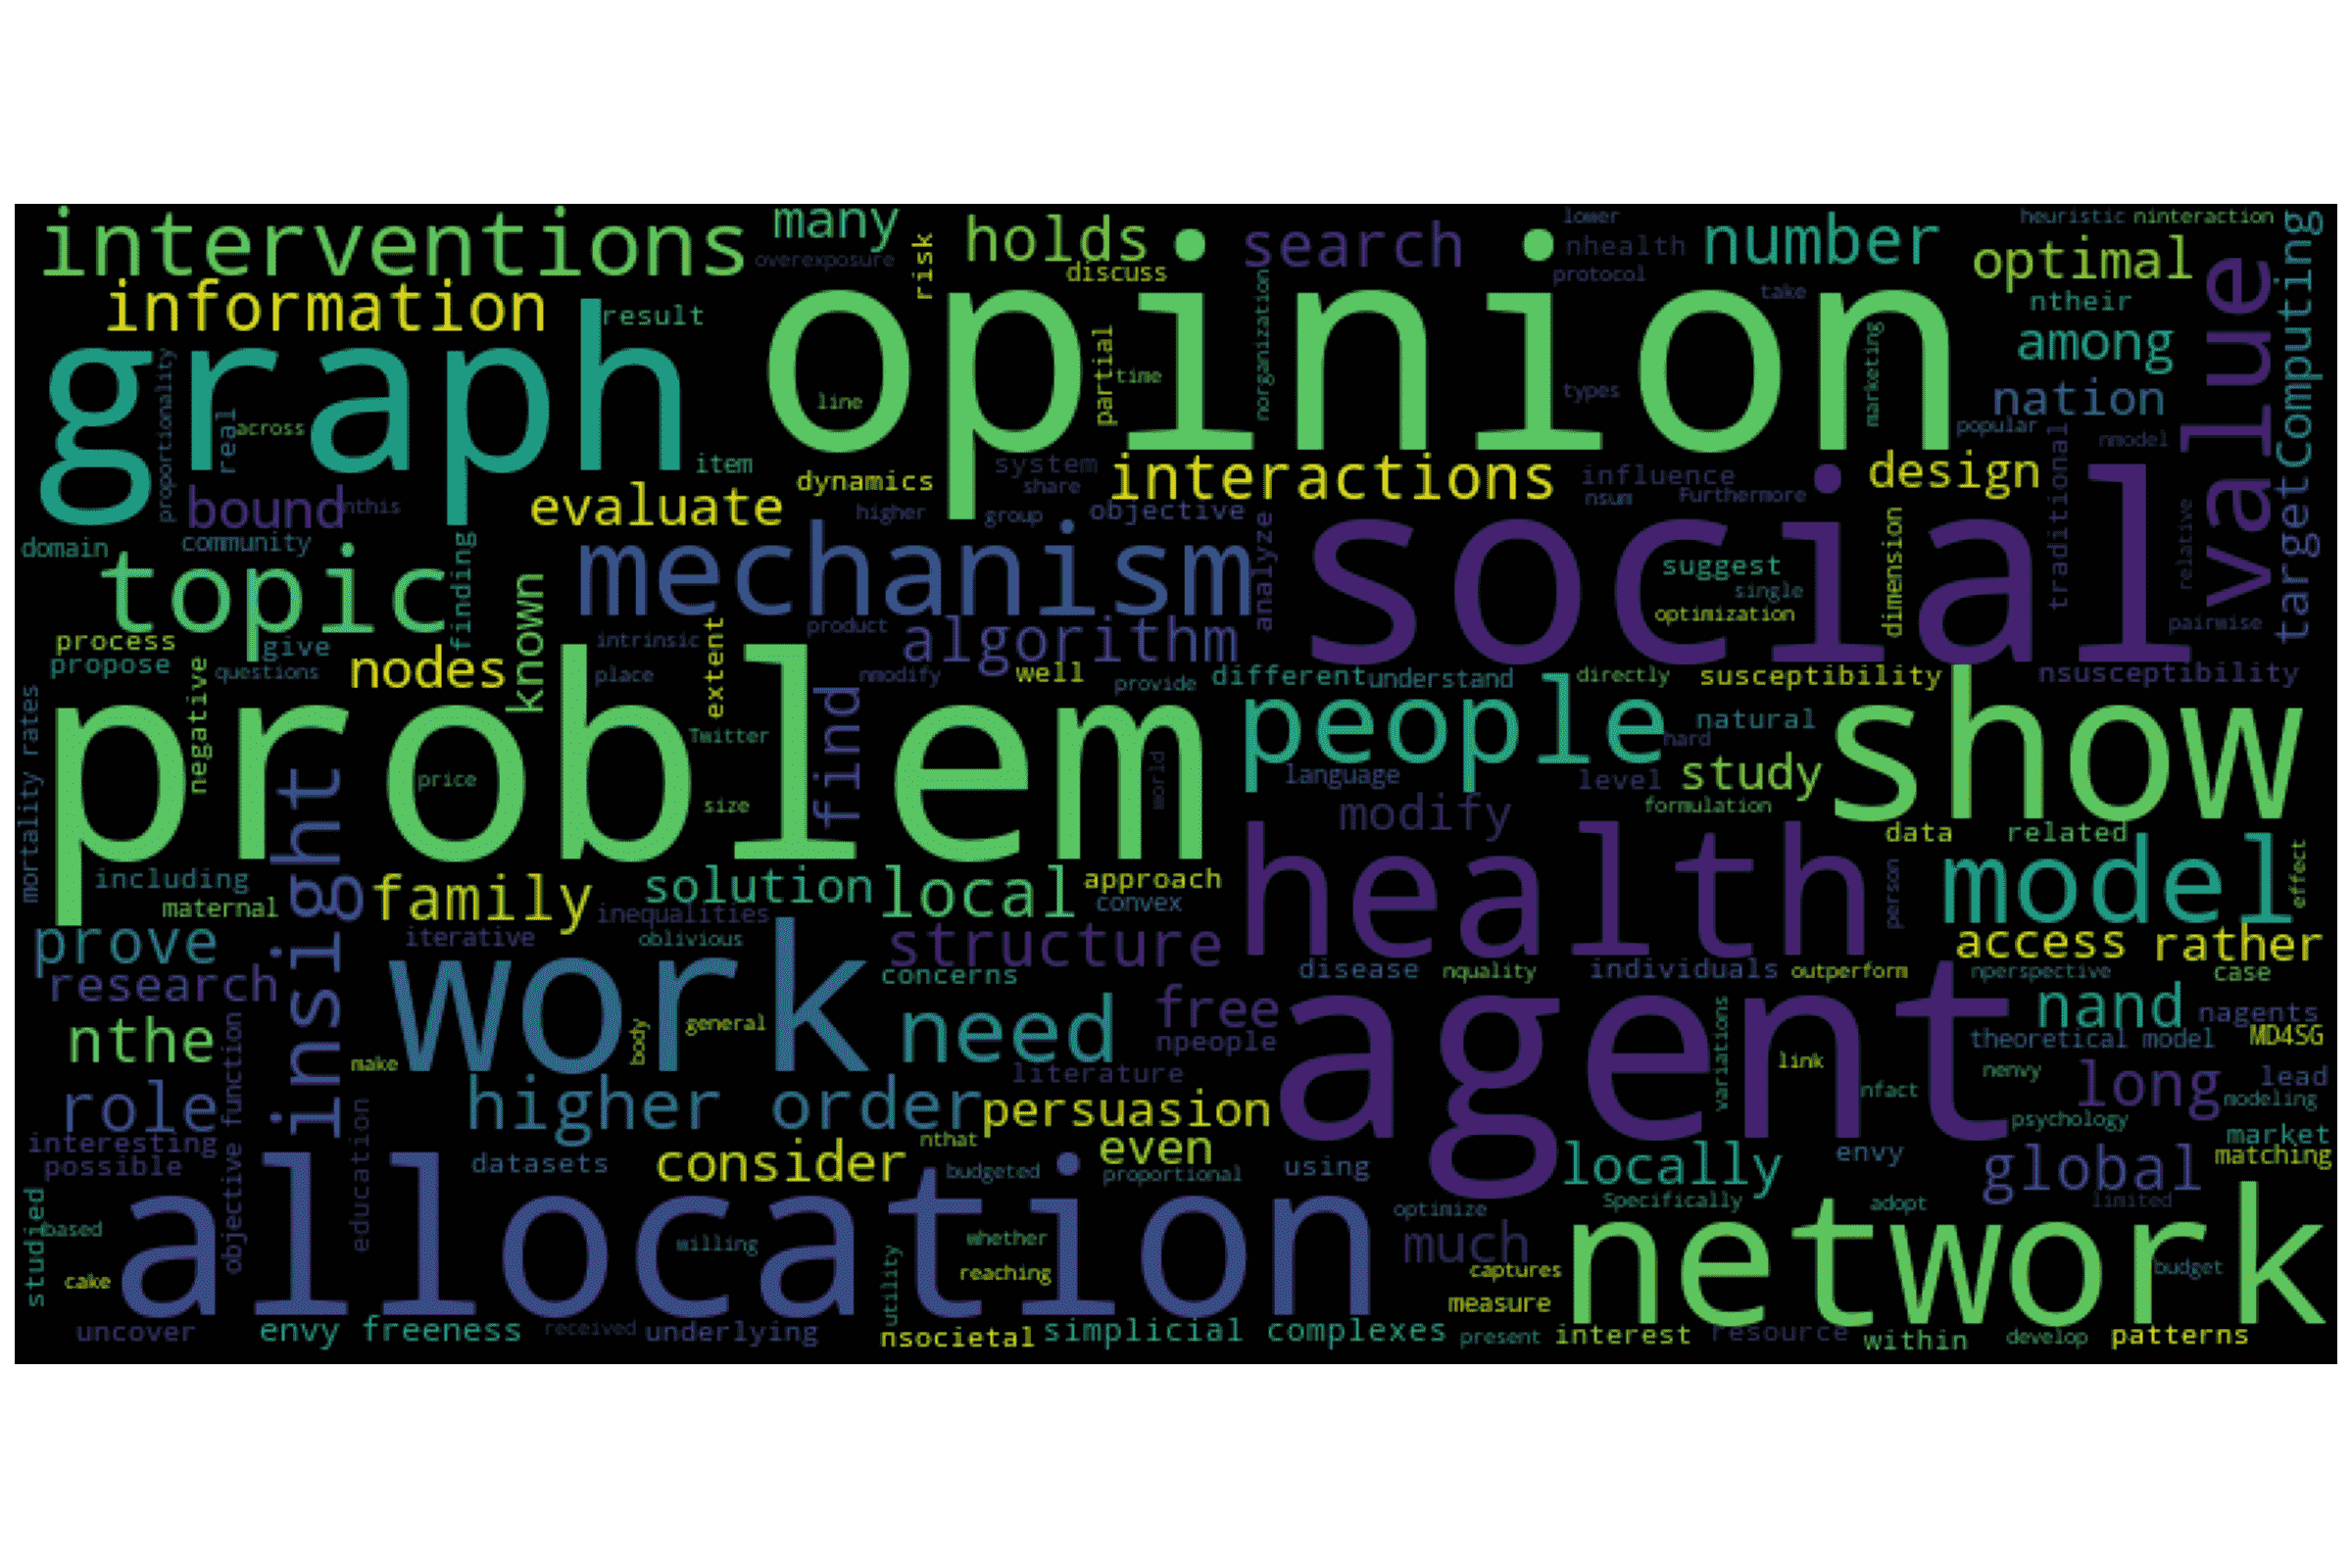 interventions
many
overexposure
risk
holds
discuss
search
lower
nhealth
protocol
number
take
heuristic
ninteraction
optimal
ntheir
among
nation
value
targetComputing
information
result
graph
opinion
line
partial
time
norganization
types
marketing
popular
nmodel
proportionality
real
across
item
dynamics
system
share
interactions
influence
nsum
Furthermore
design
traditional
relative
bound
nthis
evaluate
higher
group
objective
domain
community
finding
mechanism
analyze
social
suggest
single
optimization
dimension
pairwise
topic
known
process
propose
give
questions
nodes
intrinsic
place
product
algorithm
extent
nmodify
well
provide
different
understand
directly
susceptibility
nsusceptibility
mortality rates
negative
problem
price
Twitter
size
find
world
people
hard
natural
language
level
study
formulation
show
modify
data
related
including
maternal
insight
family
solution
inequalities
local
approach
convex
health
person
model
effect
prove
research
iterative
oblivious
work
structure
concerns
disease
nquality
individuals
outperform
access
rather
nperspective
case
nthe
objective function
make
body
general
need
free
npeople
literature
agent
variations
link
nand
nagents
theoretical model
MD4SG
nenvy
nfact
role
higher order
persuasion
long
lead
modeling
psychology
interesting
possible
education
datasets
consider
nthat
budgeted
even
proportional
using
locally
envy
global
market
matching
limited
studied
based
cake
allocation
willing
whether
reaching
utility
optimize
Specifically
adopt
much
captures
measure
network
budget
uncover
envy freeness
received
underlying
nsocietal
simplicial complexes
present
interest
resource
within
develop
patterns